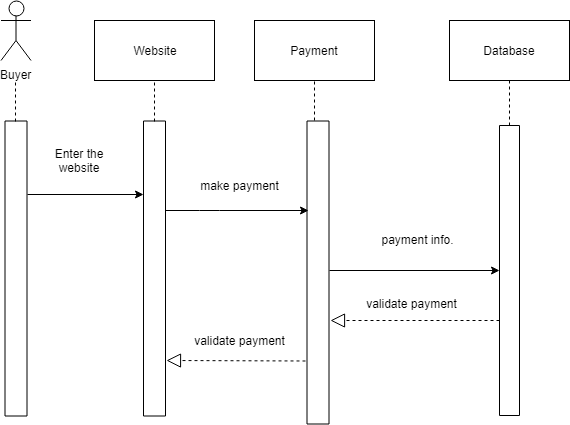 Buyer
Website
Payment
Database
Enter the
website
make payment
payment info.
validate payment
validate payment